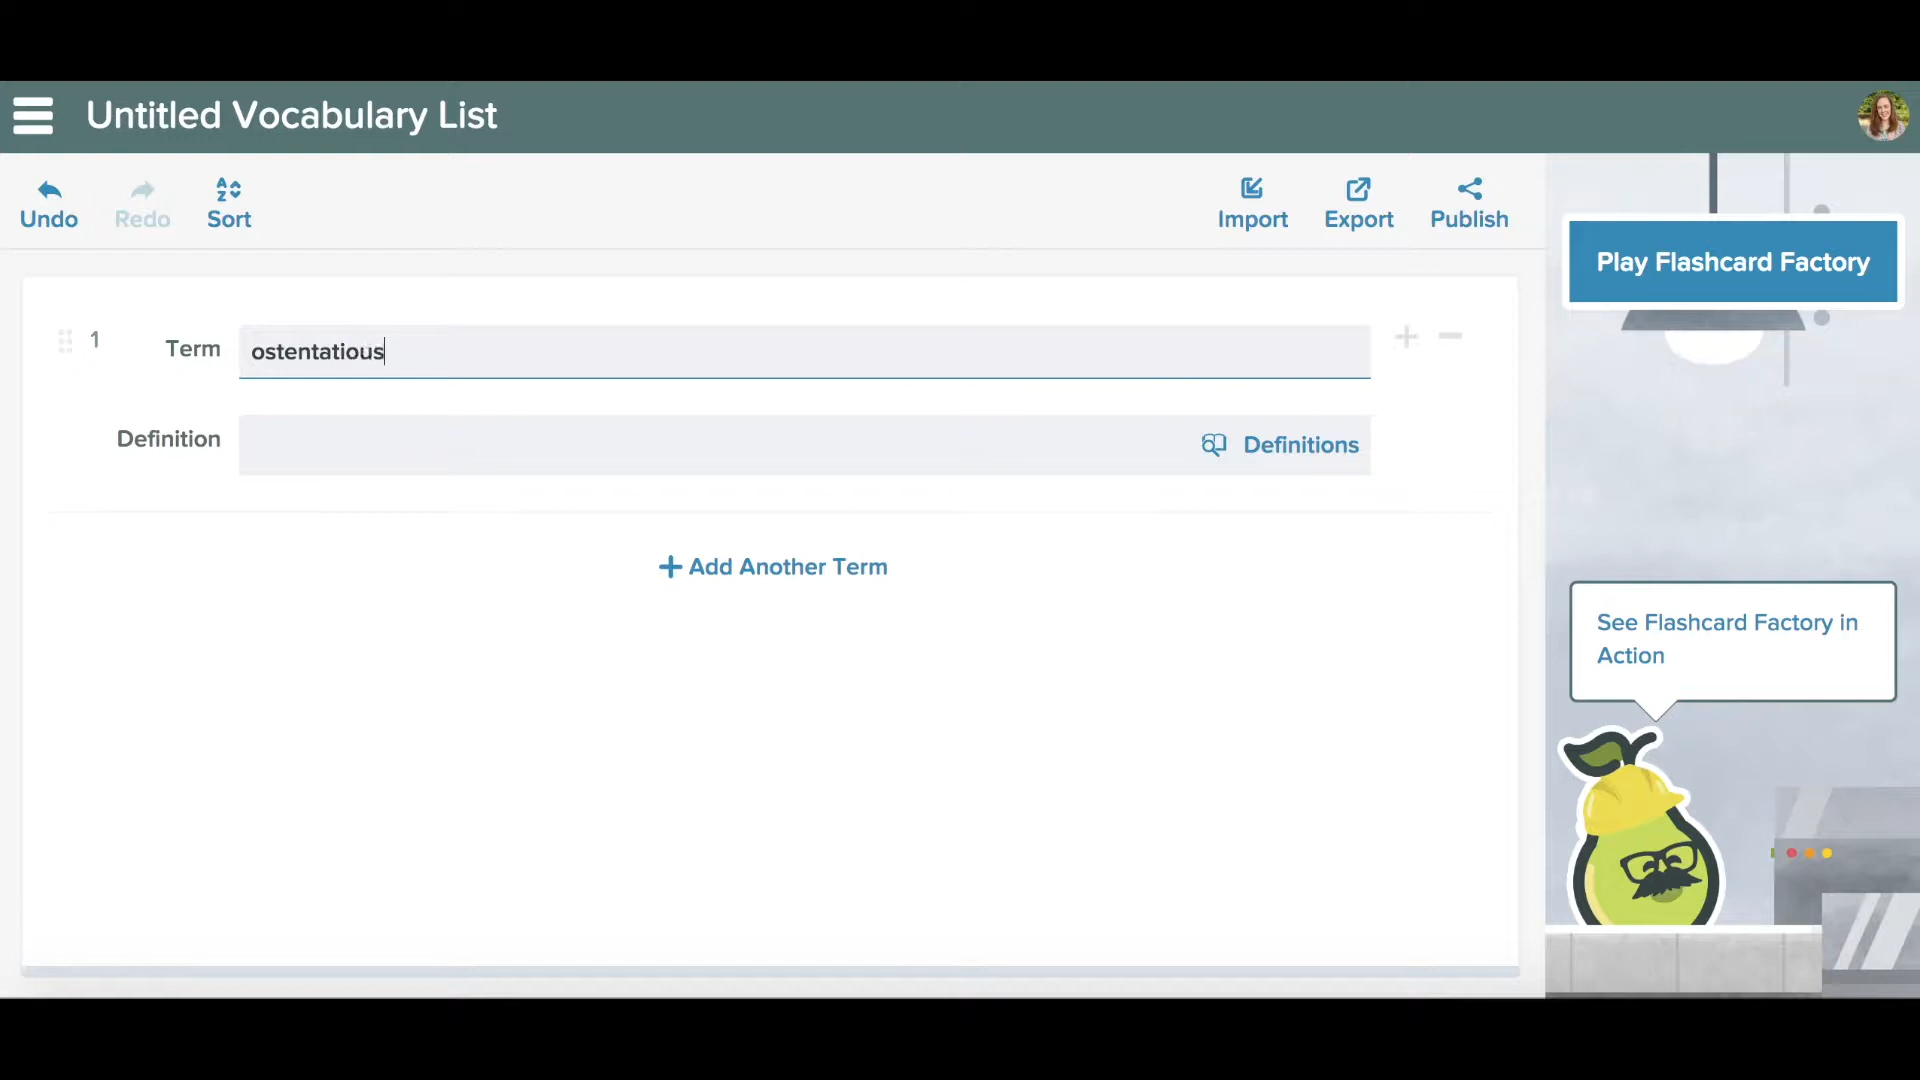 Untitled Vocabulary List
Undo
Redo
Sort
Import
Export
Publish
Play Flashcard Factory
1
Term
ostentatious
Definition
Definitions
Add Another Term
See Flashcard Factory in
Action